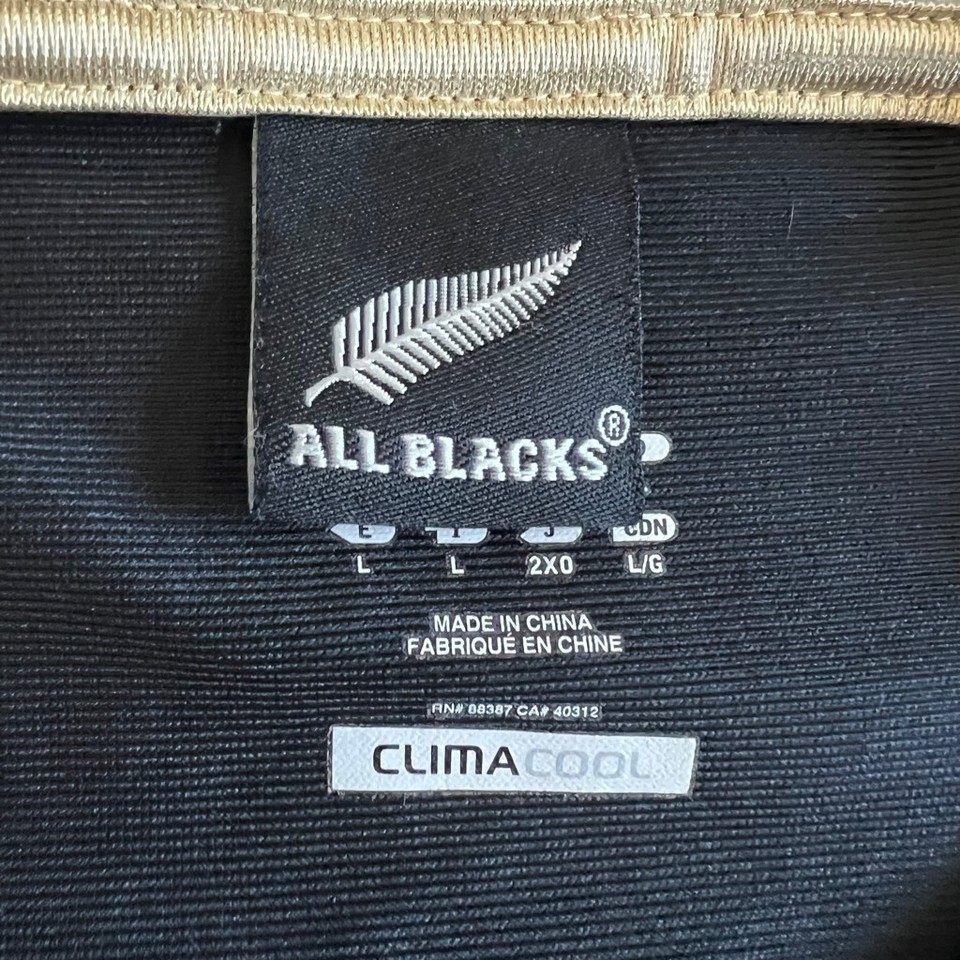 ALL BLACKS®
E I J CDN
L L 2XO L/G
MADE IN CHINA
FABRIQUÉ EN CHINE
RN# 88387 CA# 40312
CLIMACOOL